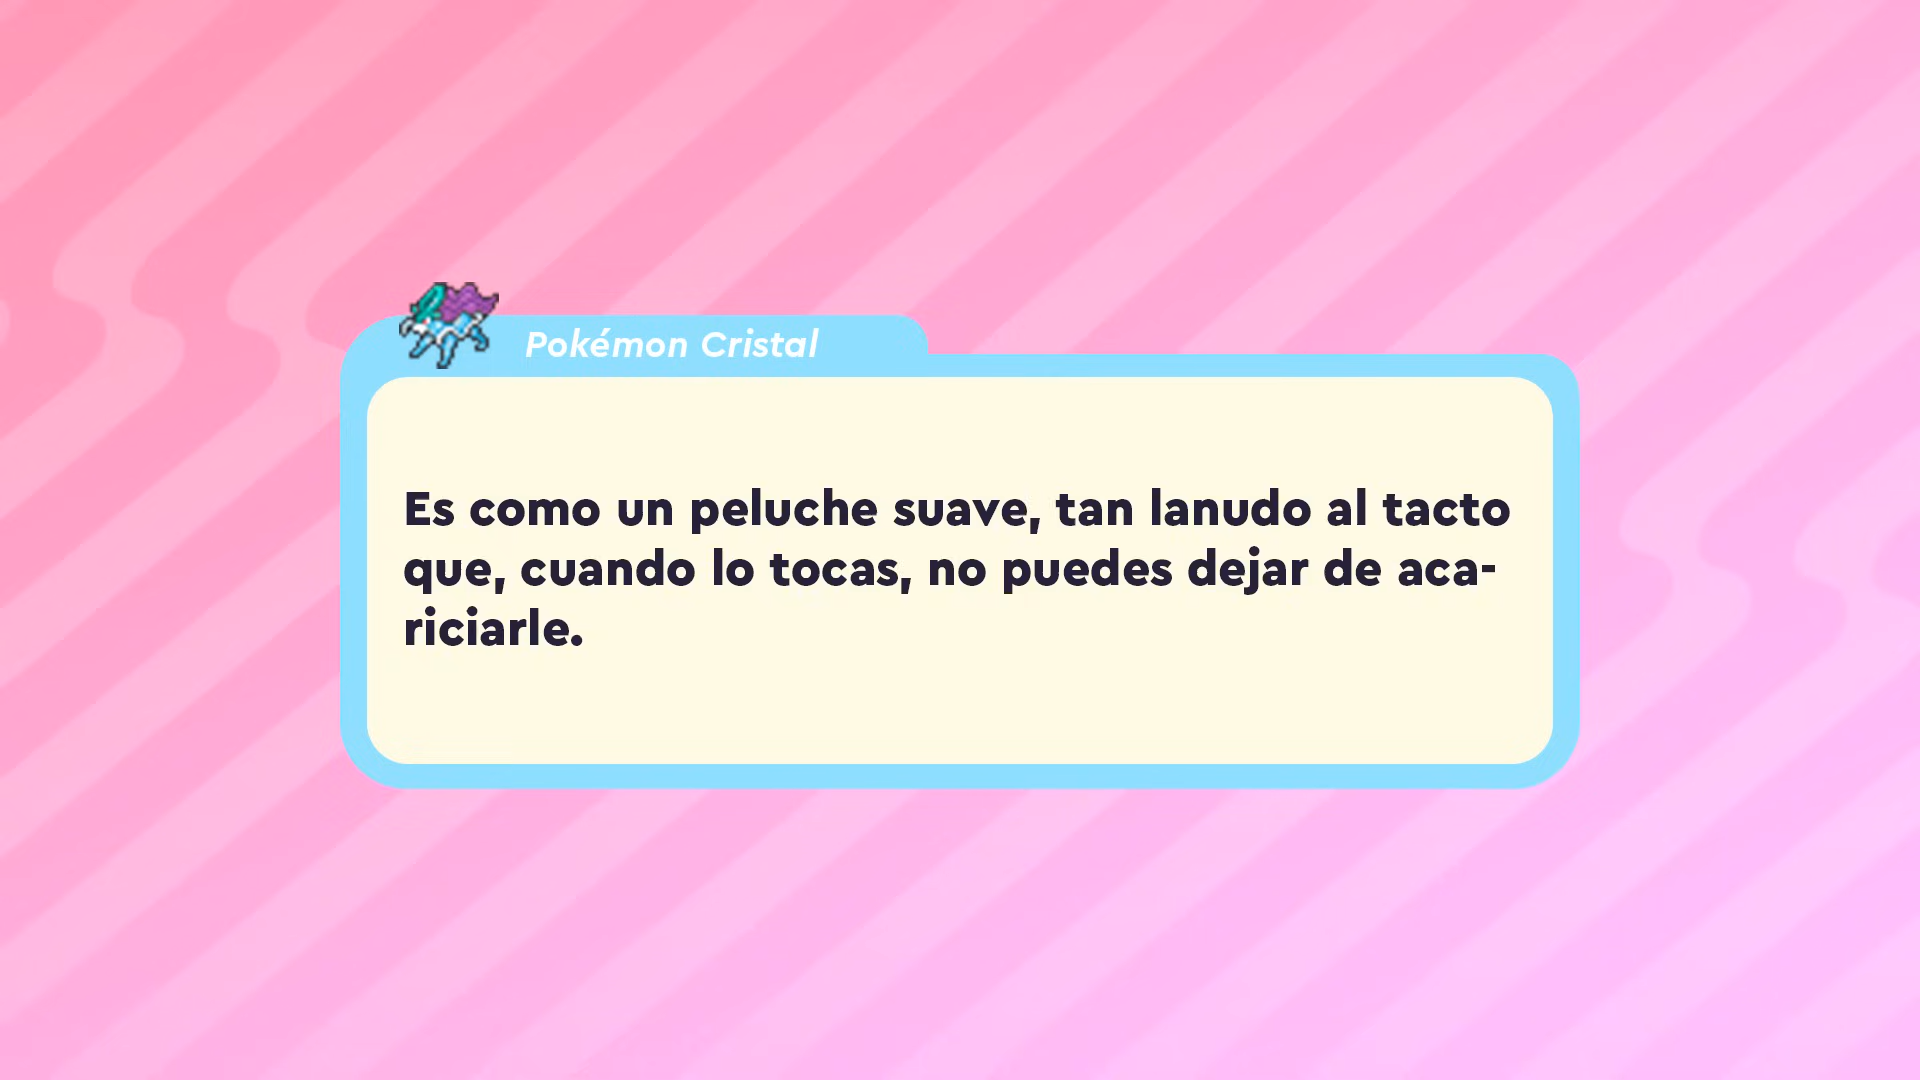 Pokémon Cristal
Es como un peluche suave, tan lanudo al tacto
que, cuando lo tocas, no puedes dejar de aca-
riciarle.